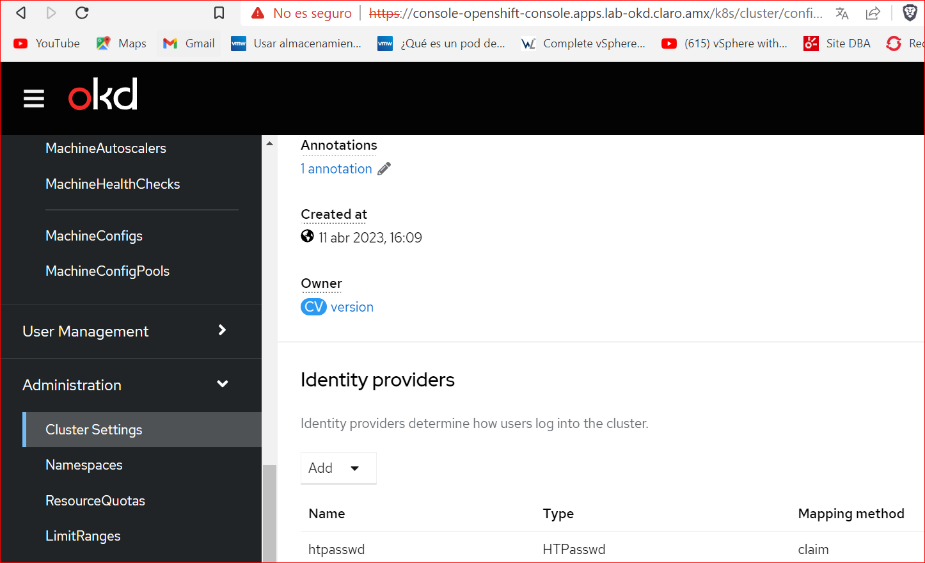 No es seguro https://console-openshift-console.apps.lab-okd.claro.amx/k8s/cluster/confi...
YouTube Maps Gmail Usar almacenamien... ¿Qué es un pod de... Complete vSphere... (615) vSphere with... Site DBA Rec
okd
MachineAutoscalers
MachineHealthChecks
MachineConfigs
MachineConfigPools
User Management
Administration
Cluster Settings
Namespaces
ResourceQuotas
LimitRanges
Annotations
1 annotation
Created at
11 abr 2023, 16:09
Owner
CV version
Identity providers
Identity providers determine how users log into the cluster.
Add
Name Type Mapping method
htpasswd HTPasswd claim